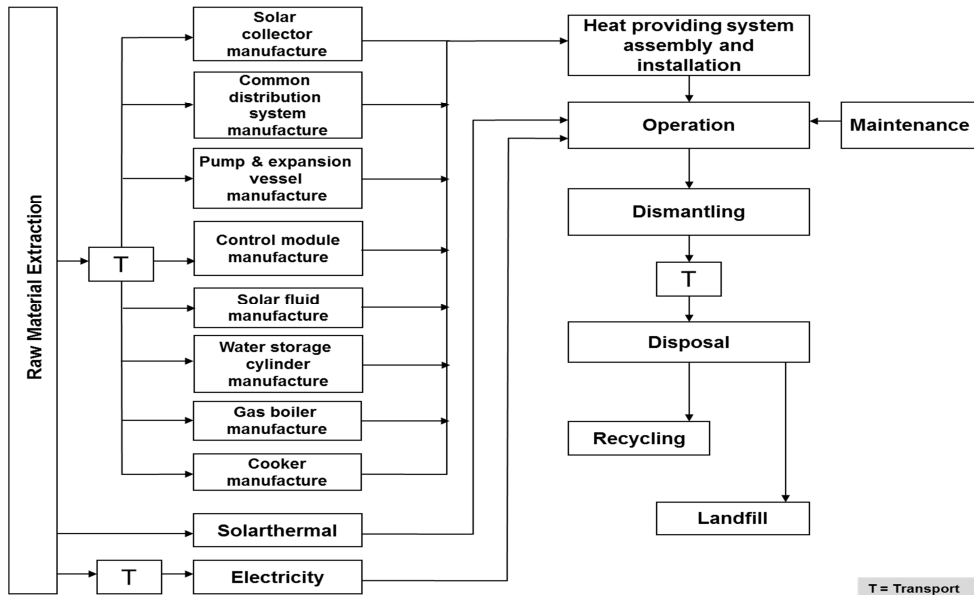 Raw Material Extraction
T
Solar
collector
manufacture
Common
distribution
system
manufacture
Pump & expansion
vessel
manufacture
Control module
manufacture
Solar fluid
manufacture
Water storage
cylinder
manufacture
Gas boiler
manufacture
Cooker
manufacture
Solarthermal
T
Electricity
Heat providing system
assembly and
installation
Operation
Maintenance
Dismantling
T
Disposal
Recycling
Landfill
T = Transport